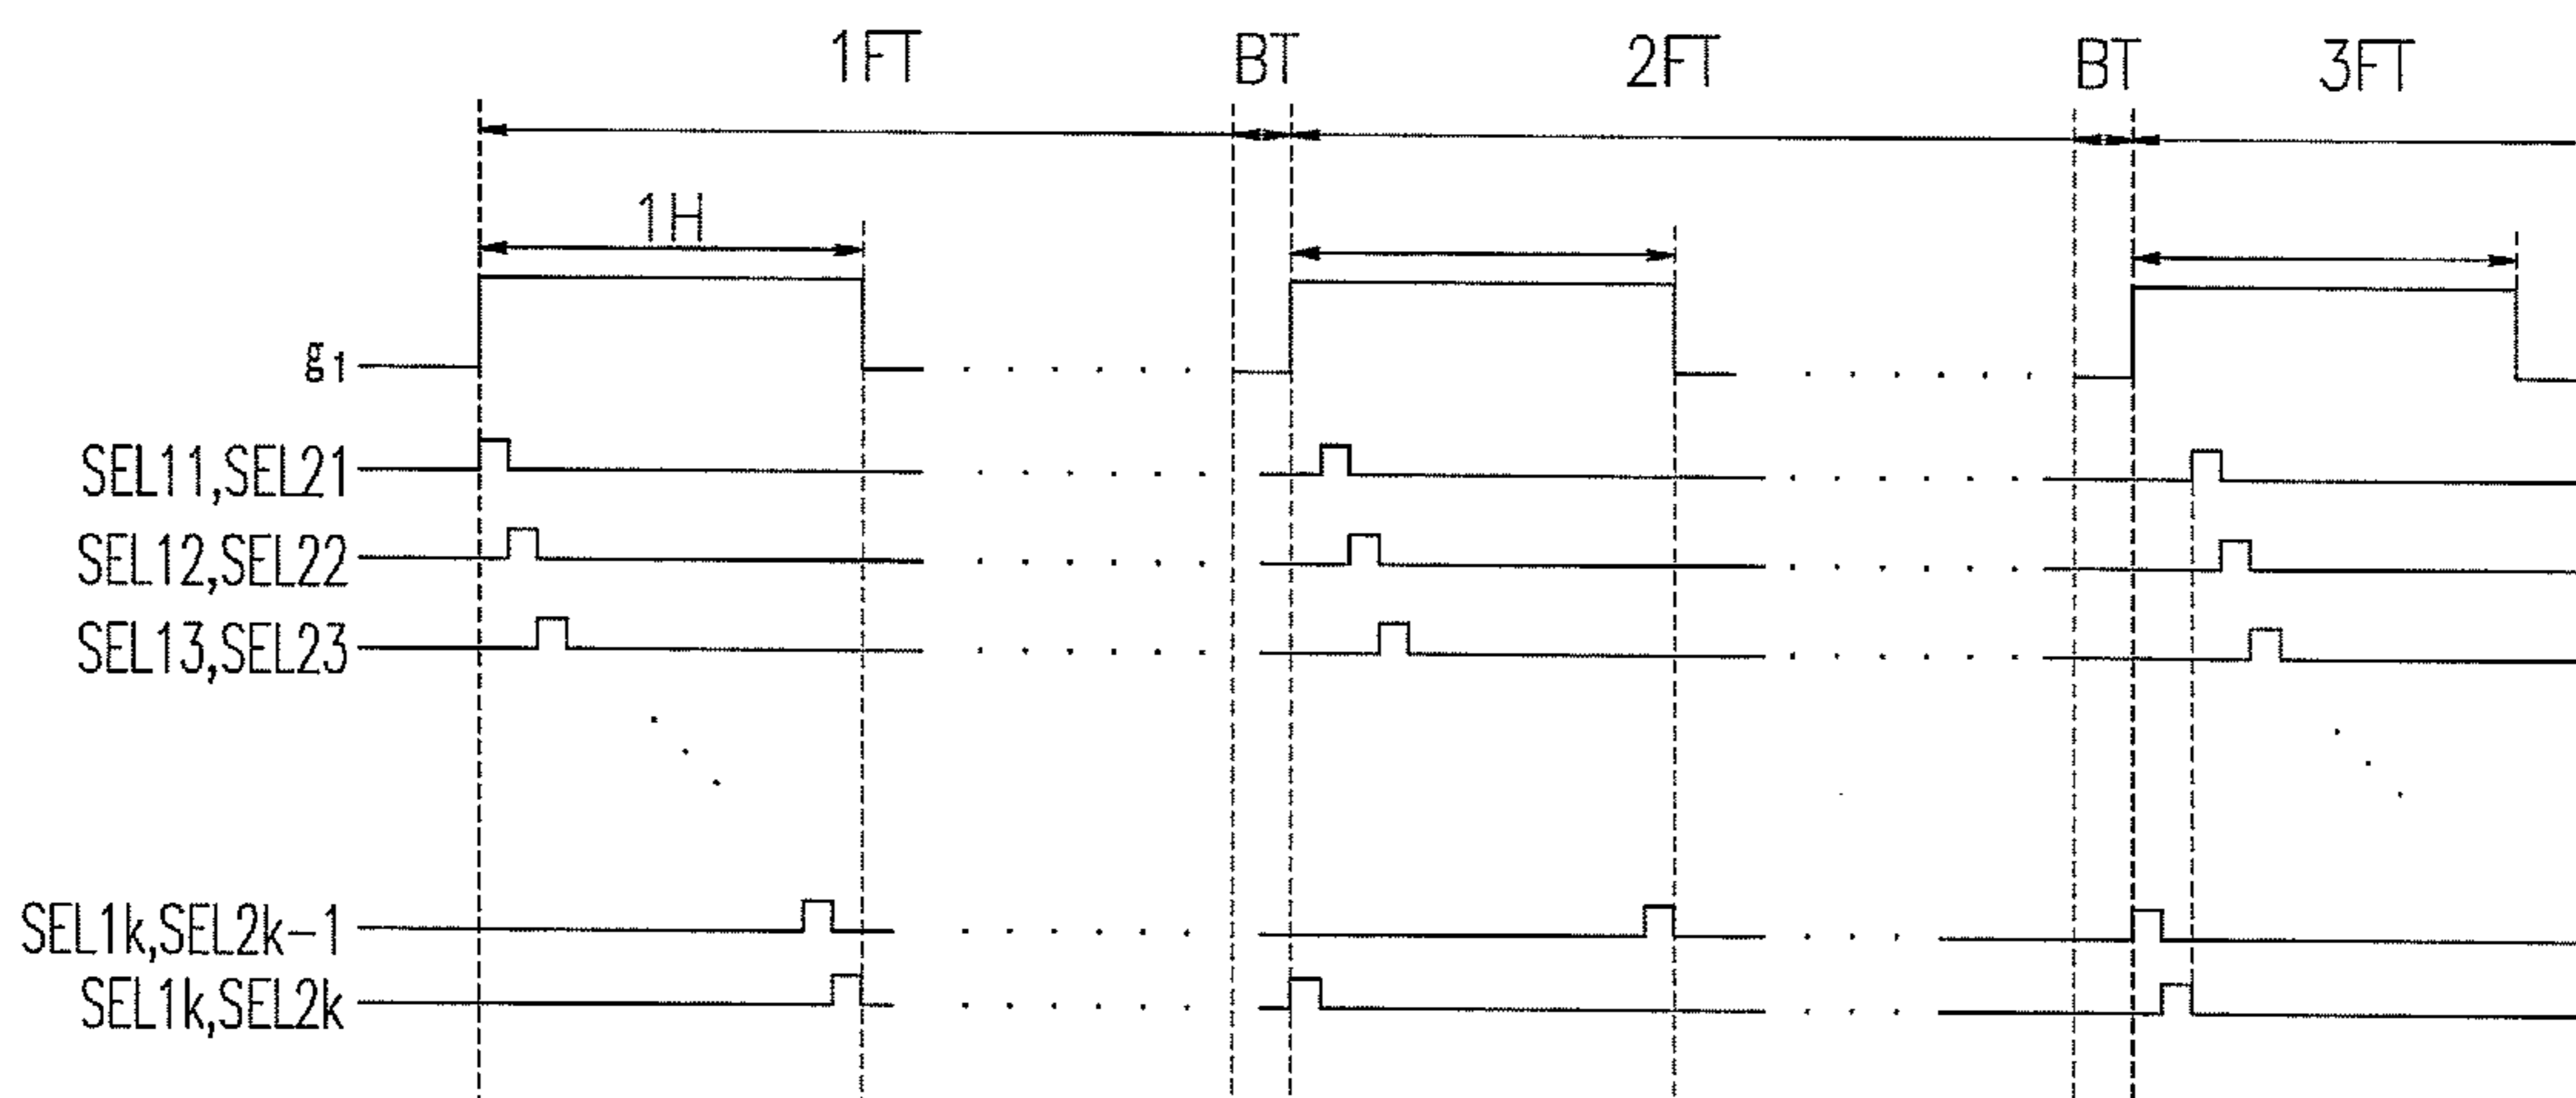 1FT BT 2FT BT 3FT
1H
g1
SEL11,SEL21
SEL12,SEL22
SEL13,SEL23
SEL1k,SEL2k-1
SEL1k,SEL2k